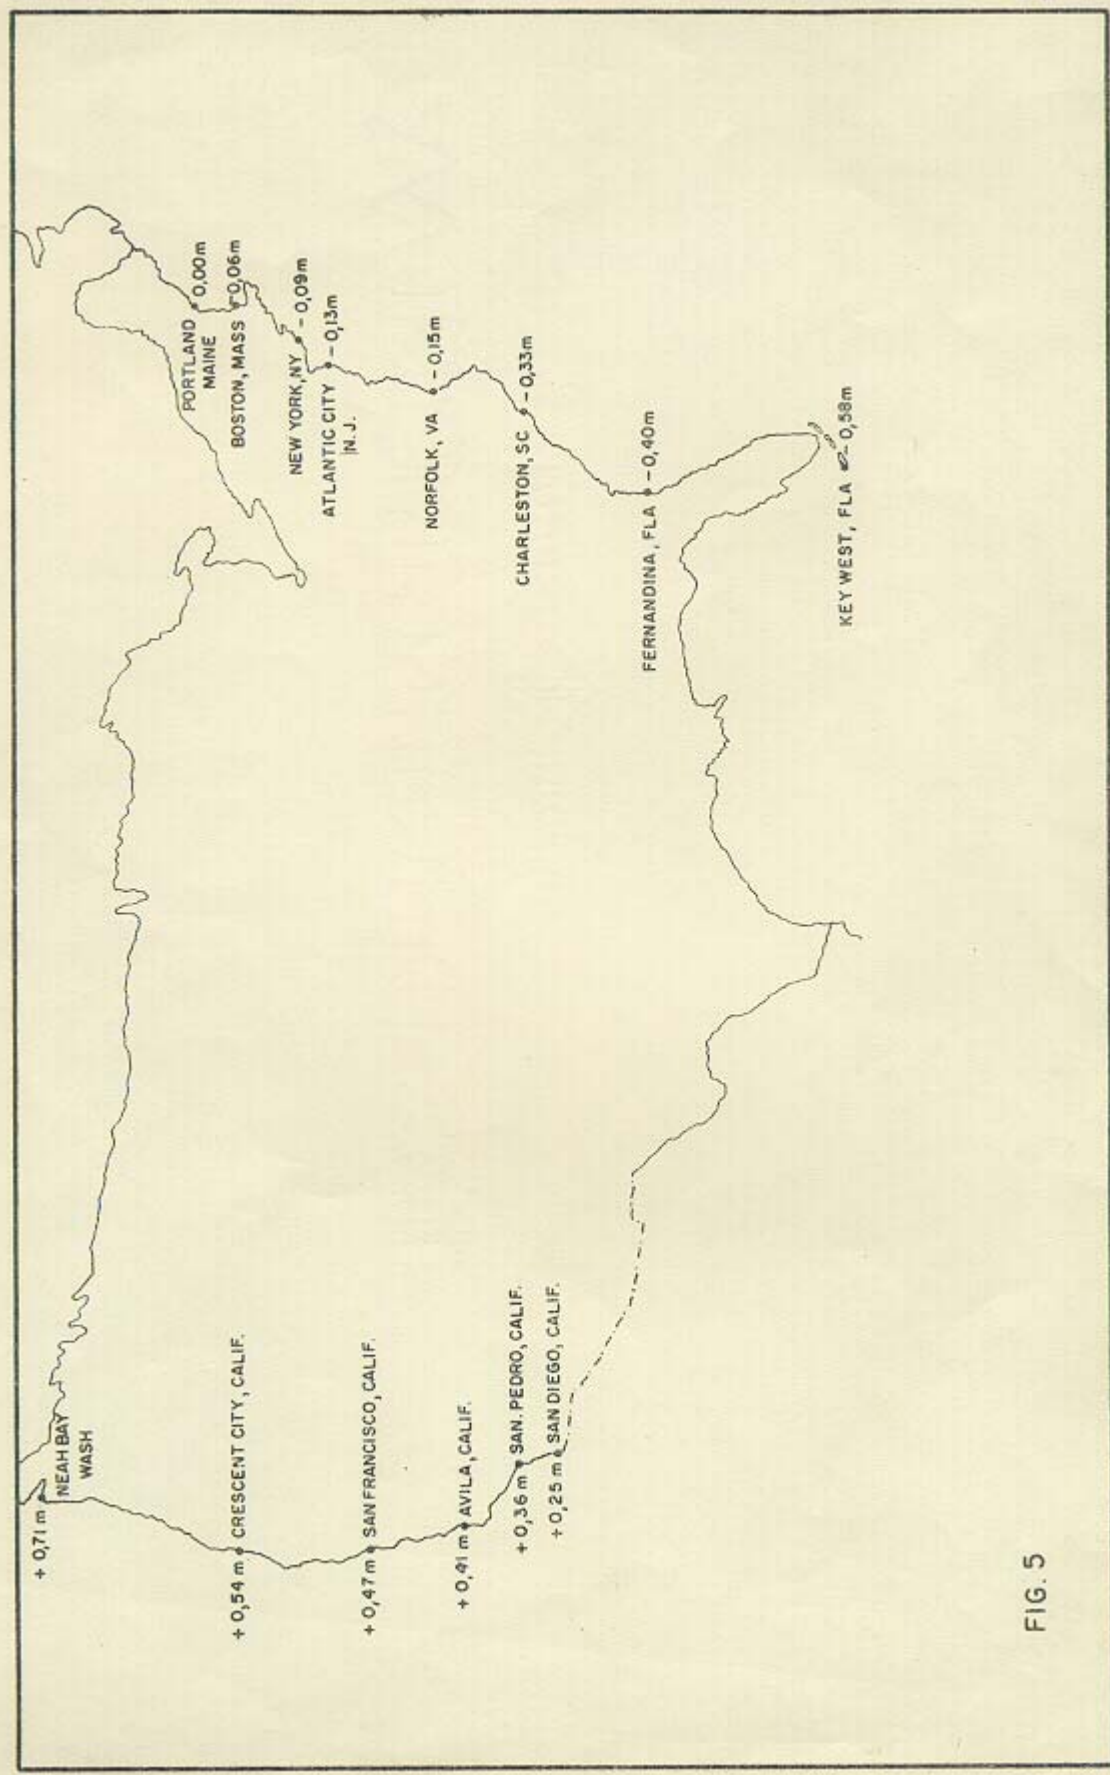 + 0,71 m
NEAH BAY
WASH
+ 0,54 m CRESCENT CITY, CALIF.
+ 0,47 m SAN FRANCISCO, CALIF.
+ 0,41 m AVILA, CALIF.
+ 0,36 m SAN. PEDRO, CALIF.
+ 0,25 m SAN DIEGO, CALIF.
PORTLAND 0,00m
MAINE
BOSTON, MASS 0,06m
NEW YORK, NY - 0,09m
ATLANTIC CITY - 0,13m
N. J.
NORFOLK, VA - 0,15m
CHARLESTON, SC - 0,33m
FERNANDINA, FLA - 0,40m
KEY WEST, FLA - 0,58m
FIG. 5